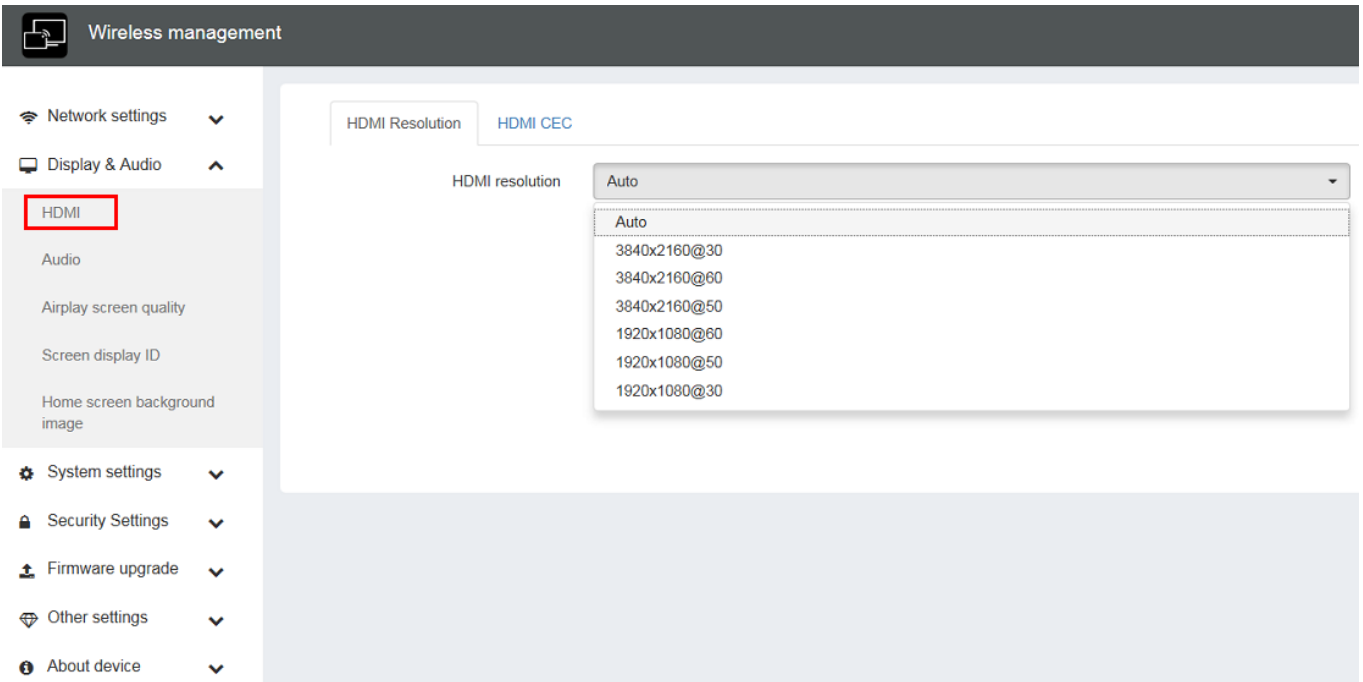 Wireless management
Network settings
Display & Audio
HDMI
Audio
Airplay screen quality
Screen display ID
Home screen background
image
System settings
Security Settings
Firmware upgrade
Other settings
About device
HDMI Resolution
HDMI CEC
HDMI resolution
Auto
Auto
3840x2160@30
3840x2160@60
3840x2160@50
1920x1080@60
1920x1080@50
1920x1080@30